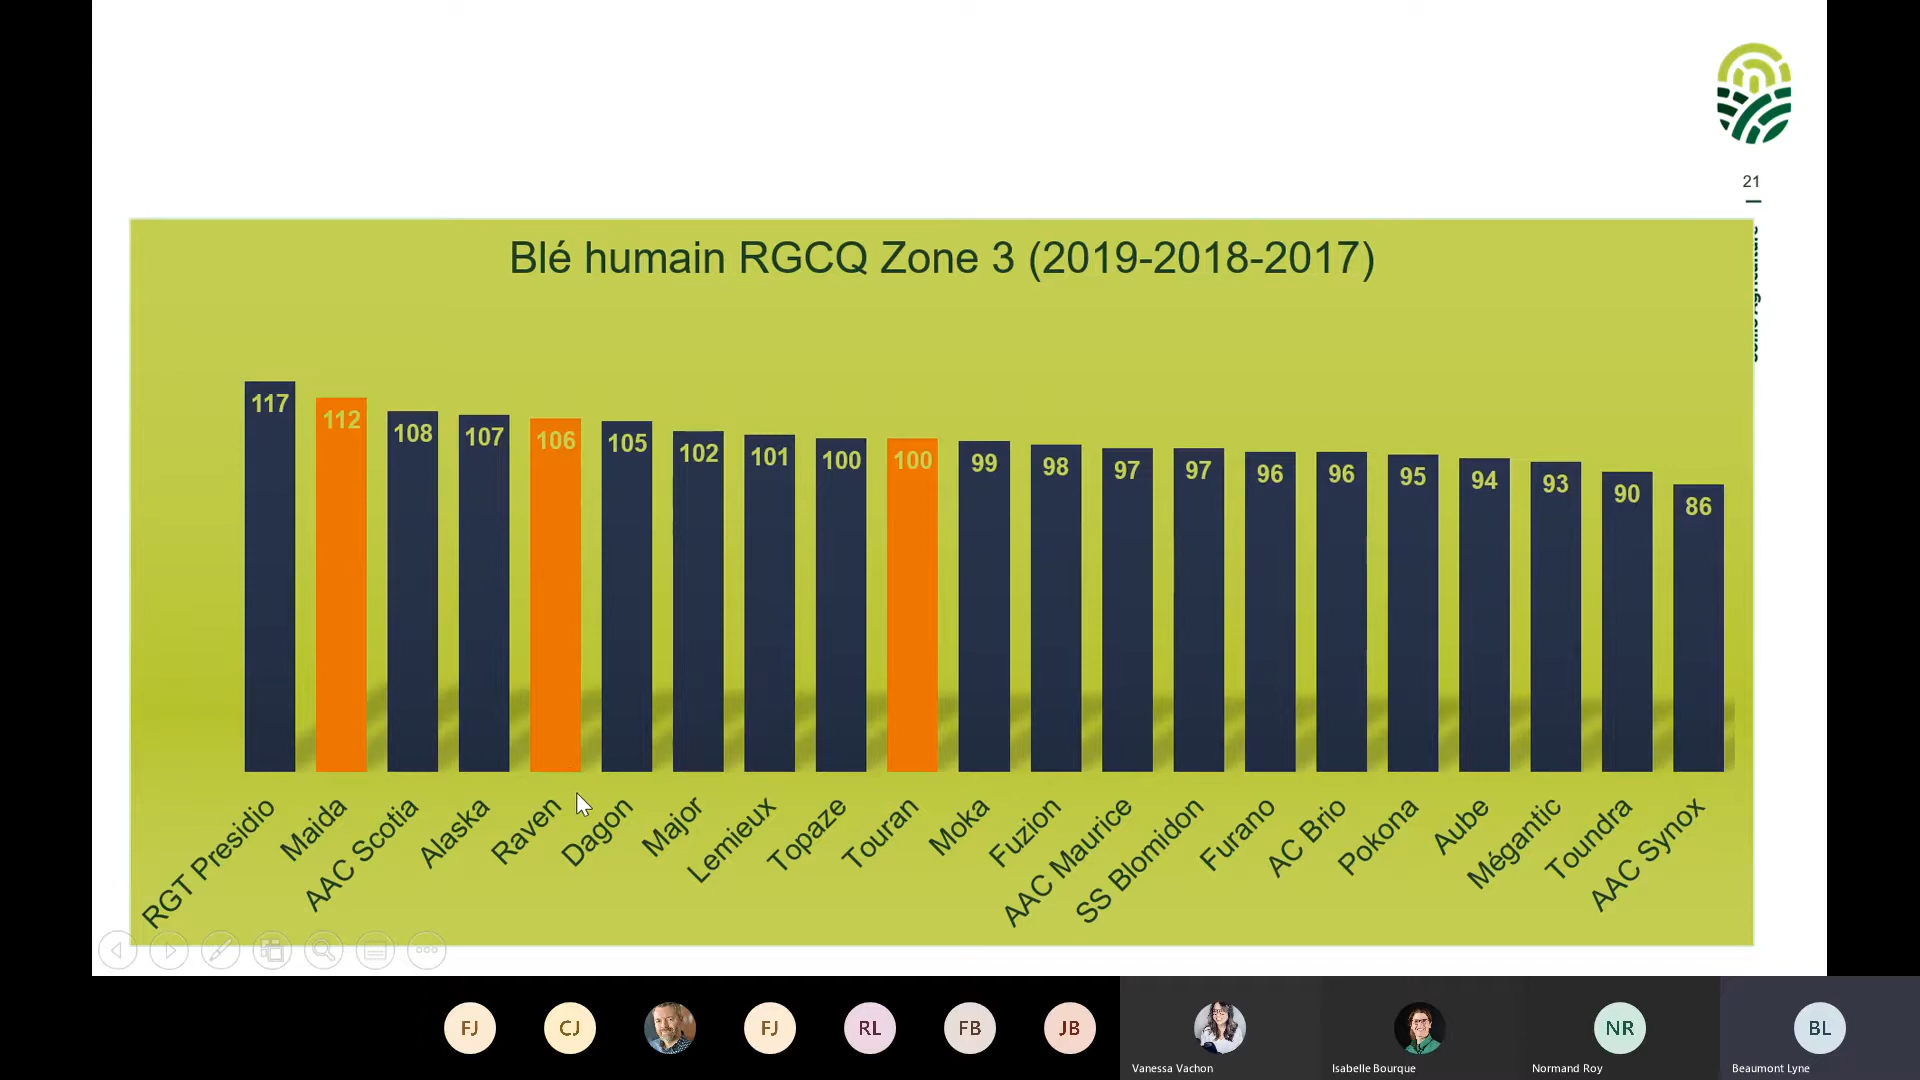 21
Blé humain RGCQ Zone 3 (2019-2018-2017)
117
112
108
107
106
105
102
101
100
100
99
98
97
97
96
96
95
94
93
90
86
RGT Presidio
Maida
AAC Scotia
Alaska
Raven
Dagon
Major
Lemieux
Topaze
Touran
Moka
Fuzion
AAC Maurice
SS Blomidon
Furano
AC Brio
Pokona
Aube
Mégantic
Toundra
AAC Synox
FJ
CJ
FJ
RL
FB
JB
NR
BL
Vanessa Vachon
Isabelle Bourque
Normand Roy
Beaumont Lyne